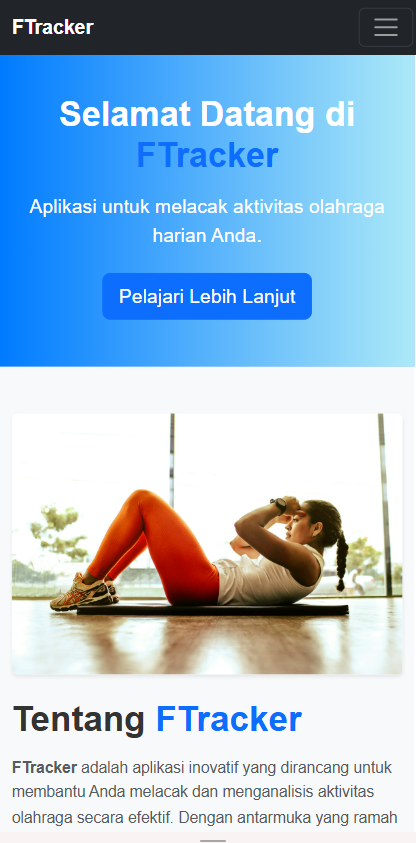 FTracker
Selamat Datang di
FTracker
Aplikasi untuk melacak aktivitas olahraga
harian Anda.
Pelajari Lebih Lanjut
Tentang FTracker
FTracker adalah aplikasi inovatif yang dirancang untuk
membantu Anda melacak dan menganalisis aktivitas
olahraga secara efektif. Dengan antarmuka yang ramah